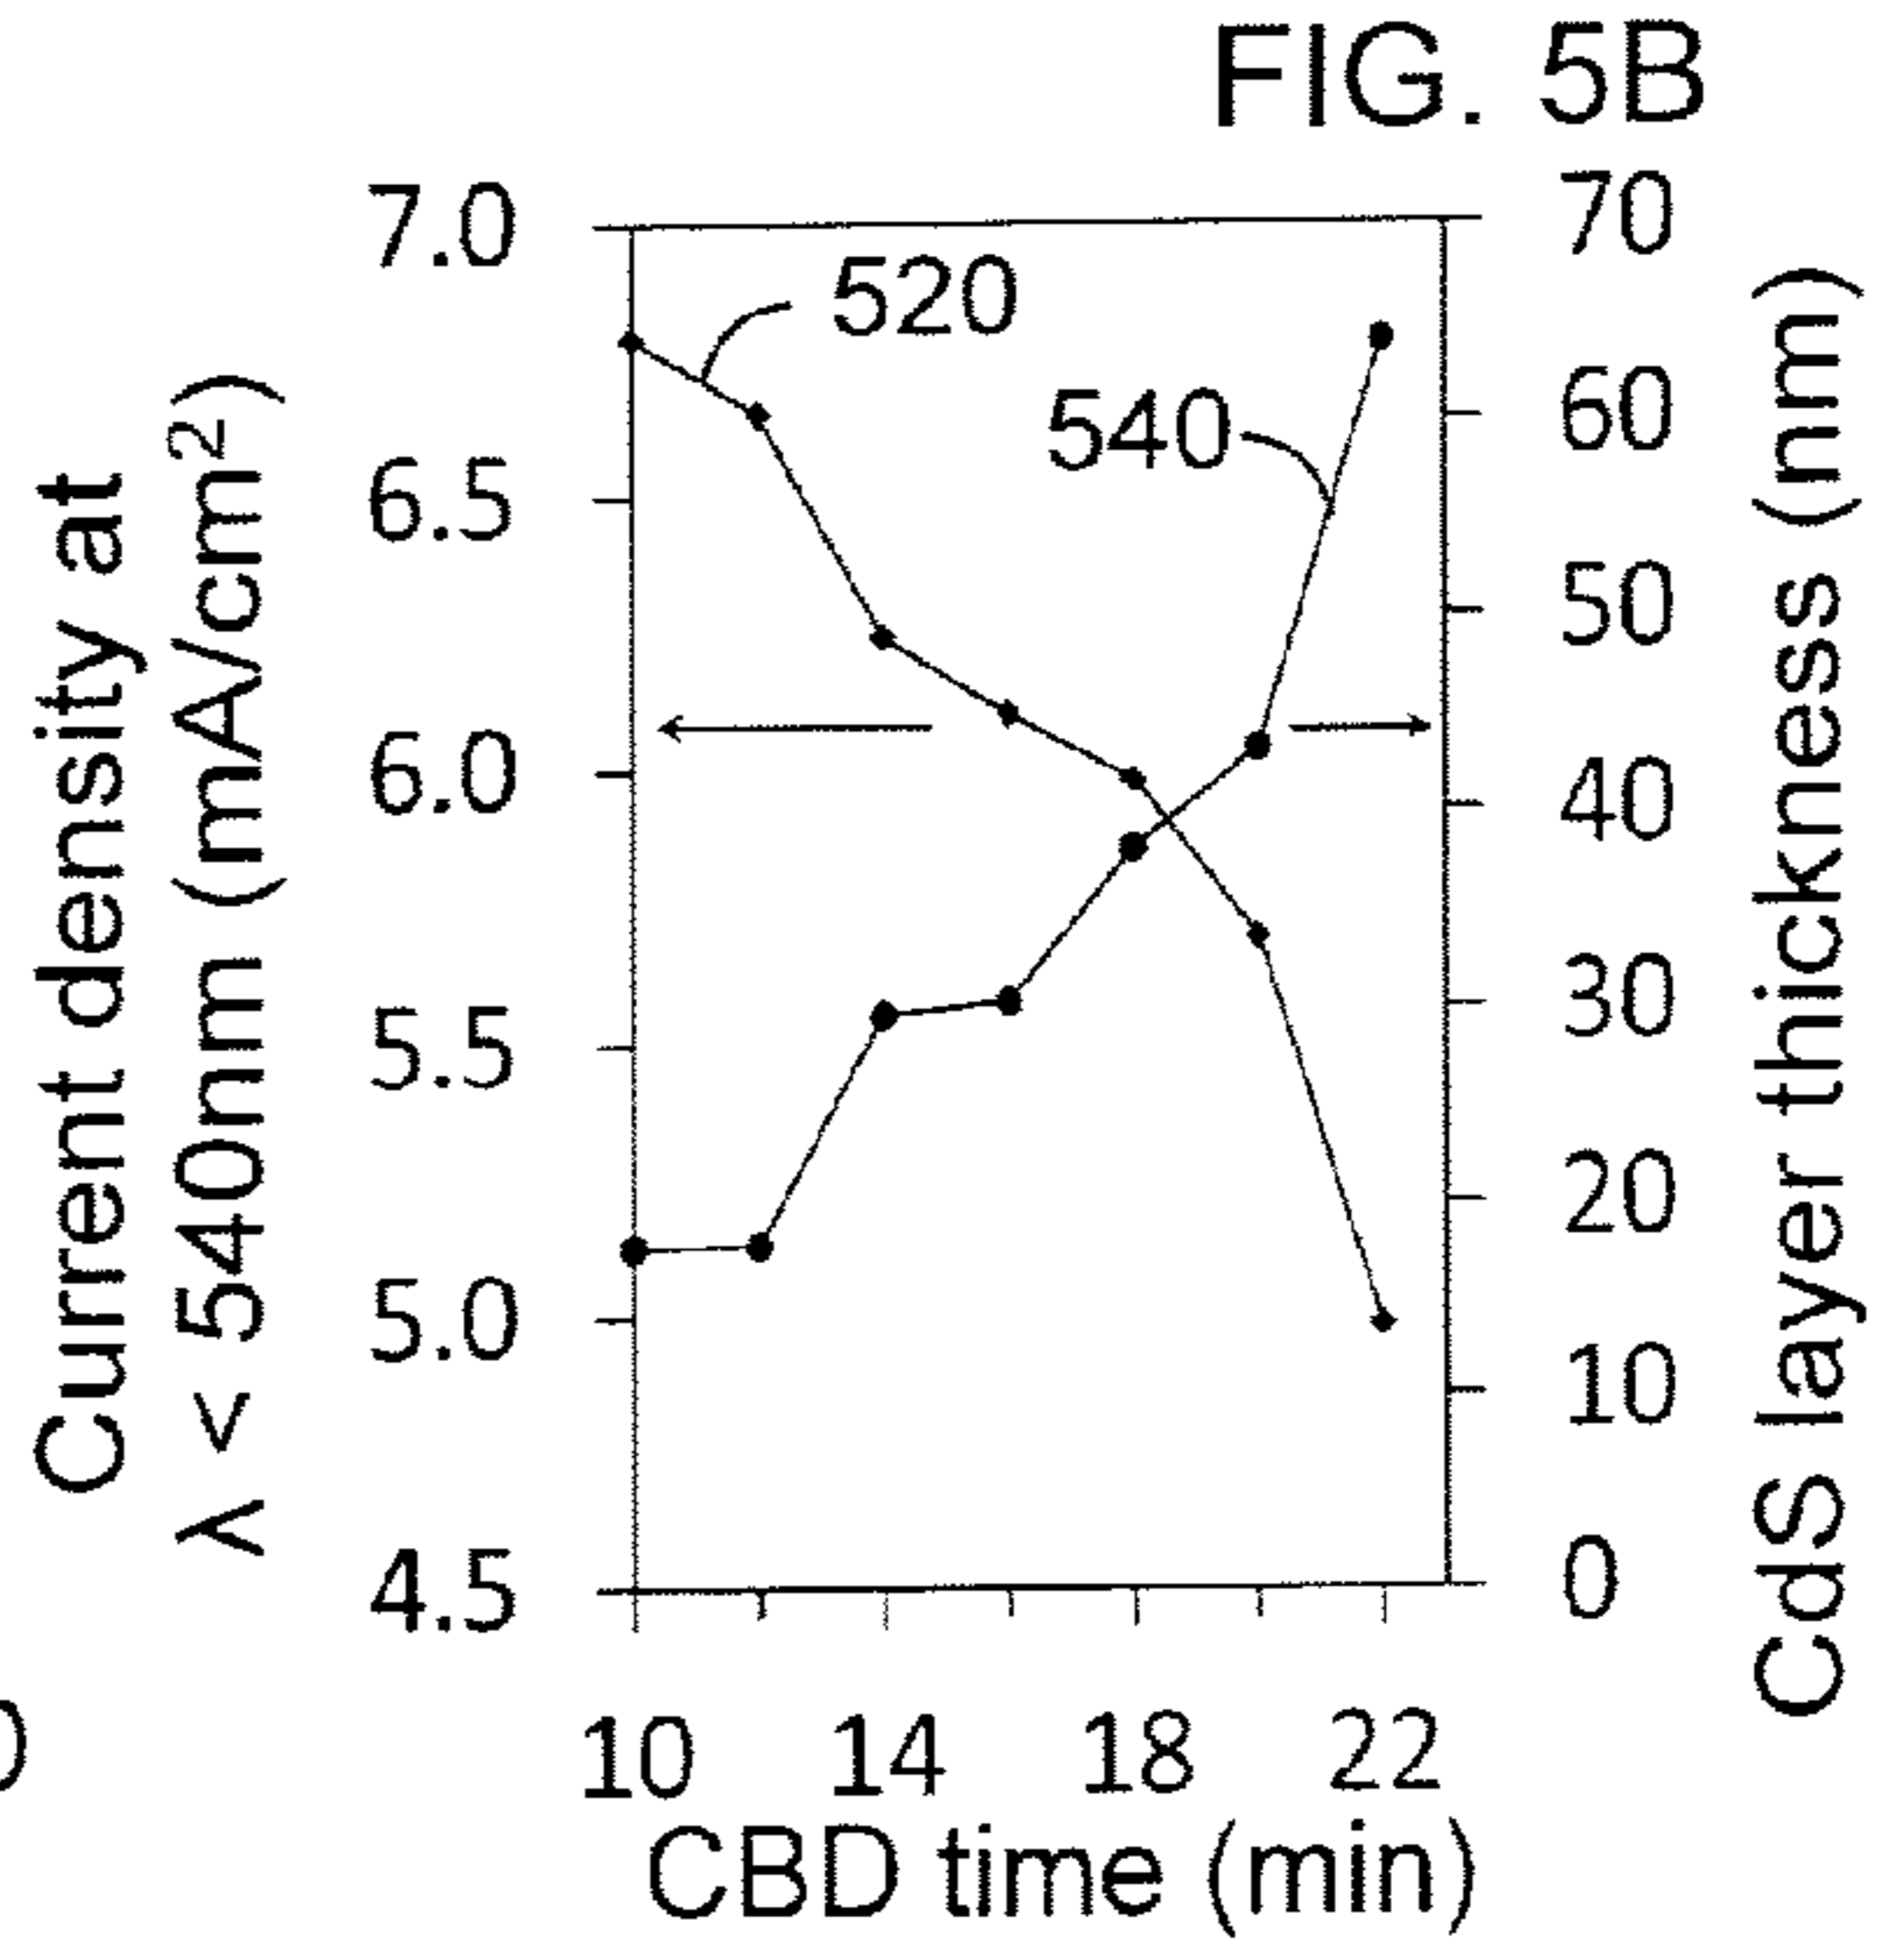 FIG. 5B
Current density at
λ < 540nm (mA/cm²)
7.0
6.5
6.0
5.5
5.0
4.5
520
540
70
60
50
40
30
20
10
0
CdS layer thickness (nm)
10 14 18 22
CBD time (min)